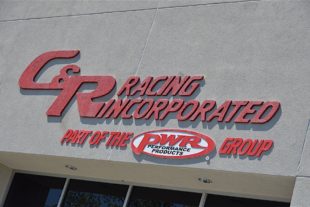 C&R RACING
INCORPORATED
PART OF THE PWR GROUP
PERFORMANCE
PRODUCTS